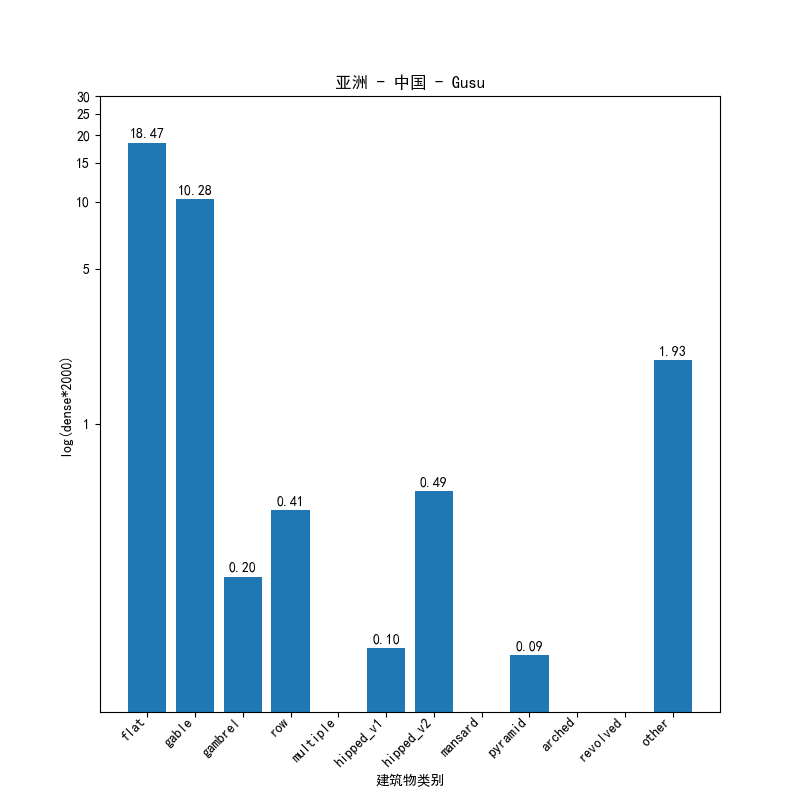 亚洲 - 中国 - Gusu
30
25
20
15
10
5
1
log(dense*2000)
18.47
10.28
0.20
0.41
0.10
0.49
0.09
1.93
flat
gable
gambrel
row
multiple
hipped_v1
hipped_v2
mansard
pyramid
arched
revolved
other
建筑物类别